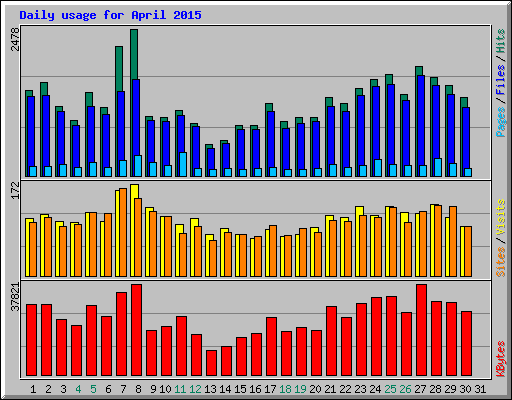 Daily usage for April 2015
2478
Pages / Files / Hits
172
Sites / Visits
37821
KBytes
1 2 3 4 5 6 7 8 9 10 11 12 13 14 15 16 17 18 19 20 21 22 23 24 25 26 27 28 29 30 31